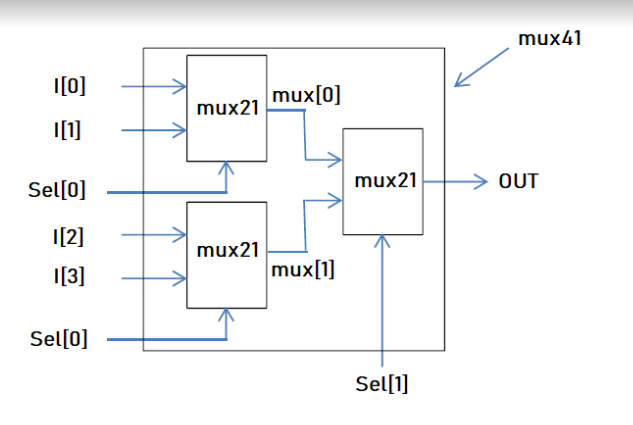 mux41
I[0]
mux21
mux[0]
I[1]
mux21
OUT
Sel[0]
I[2]
mux21
mux[1]
I[3]
Sel[0]
Sel[1]